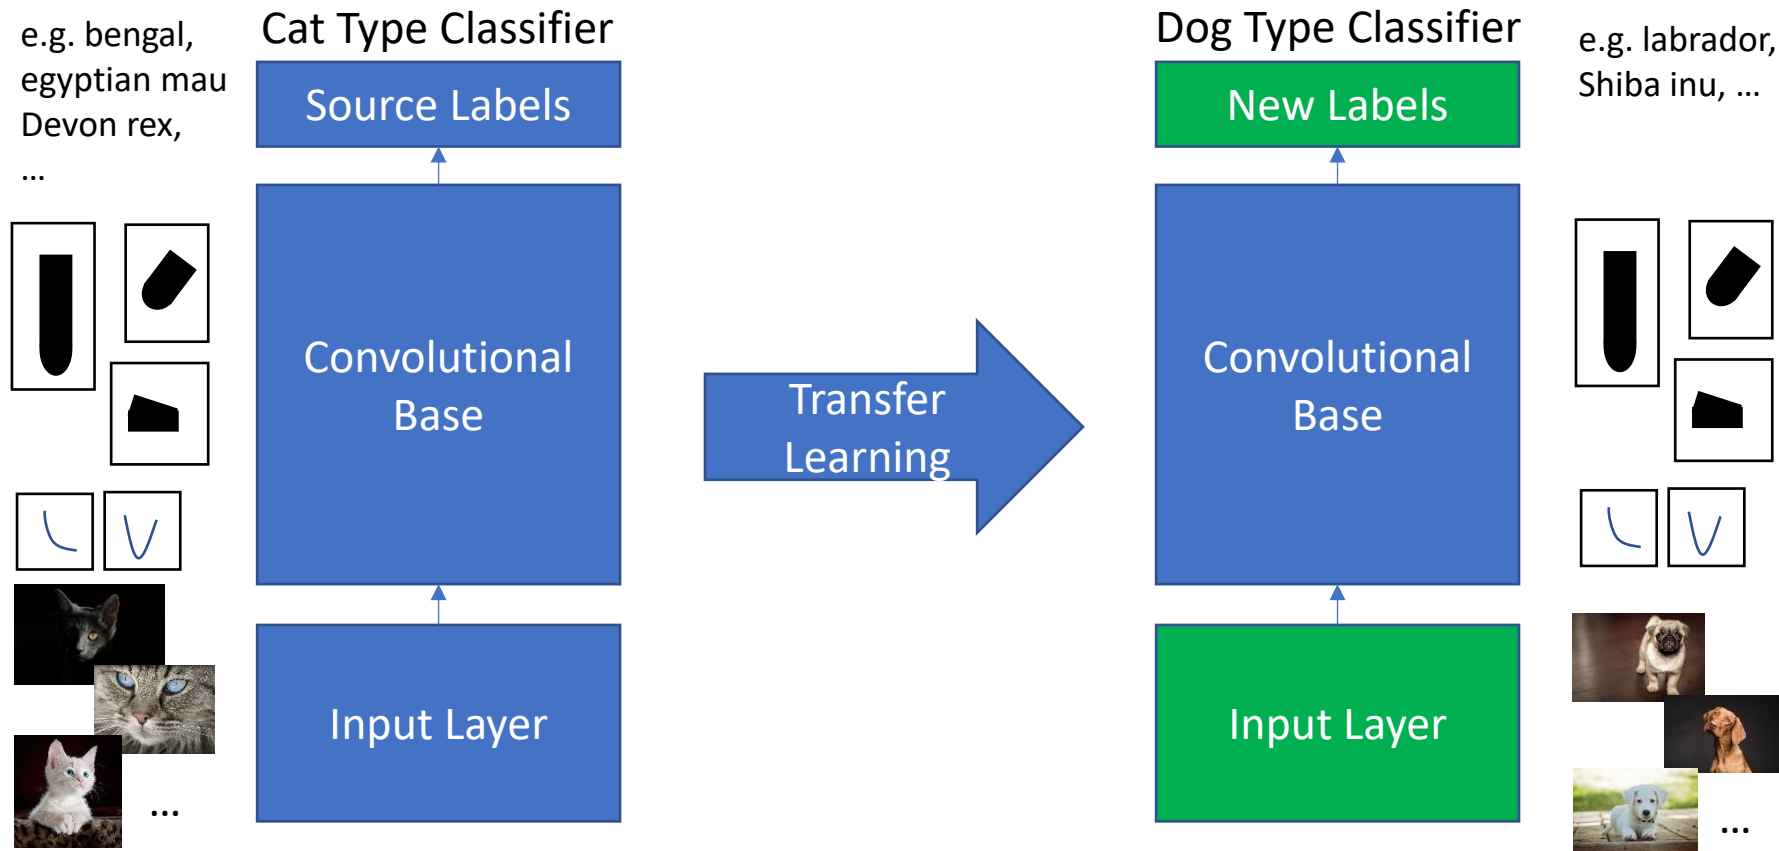 e.g. bengal,
egyptian mau
Devon rex,
...
Cat Type Classifier
Source Labels
Convolutional
Base
Input Layer
...
Transfer
Learning
Dog Type Classifier
New Labels
Convolutional
Base
Input Layer
e.g. labrador,
Shiba inu, ...
...